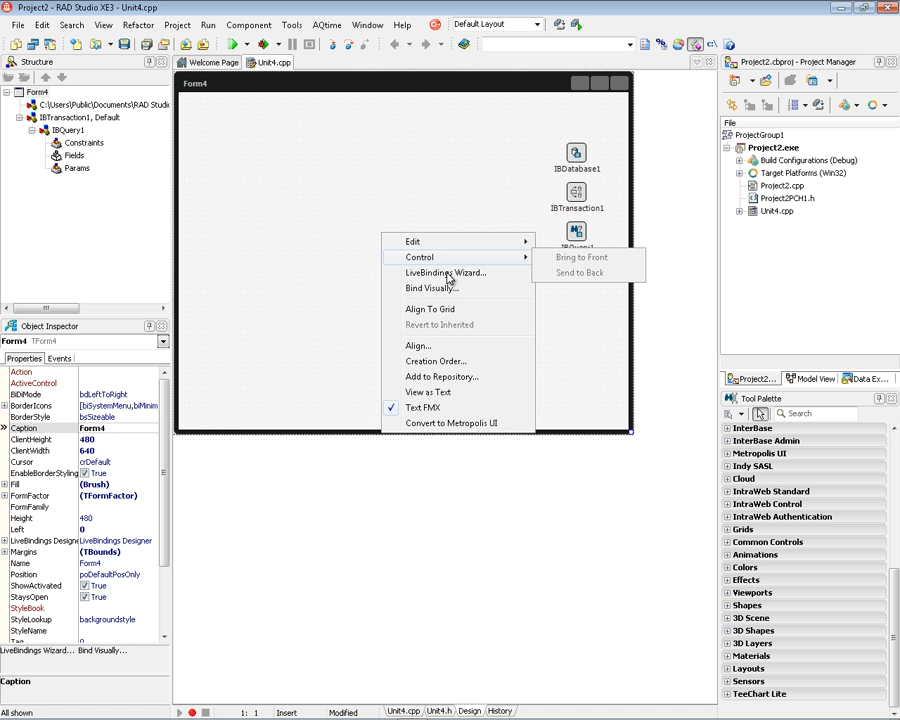 Project2 - RAD Studio XE3 - Unit4.cpp
File Edit Search View Refactor Project Run Component Tools AQtime Window Help Default Layout
Structure
Form4
C:\Users\Public\Documents\RAD Studio
IBTransaction1, Default
IBQuery1
Constraints
Fields
Params
Welcome Page Unit4.cpp
Form4
IBDatabase1
IBTransaction1
IBQuery1
Edit
Control
LiveBindings Wizard...
Bind Visually...
Align To Grid
Revert to Inherited
Align...
Creation Order...
Add to Repository...
View as Text
Text FMX
Convert to Metropolis UI
Bring to Front
Send to Back
Object Inspector
Form4 TForm4
Properties Events
Action
ActiveControl
BiDiMode bdLeftToRight
BorderIcons [biSystemMenu,biMinim
BorderStyle bsSizeable
Caption Form4
ClientHeight 480
ClientWidth 640
Cursor crDefault
EnableBorderStyling True
Fill (Brush)
FormFactor (TFormFactor)
FormFamily
Height 480
Left 0
LiveBindings Design LiveBindings Designer
Margins (TBounds)
Name Form4
Position poDefaultPosOnly
ShowActivated True
StaysOpen True
StyleBook
StyleLookup backgroundstyle
StyleName
Tag 0
LiveBindings Wizard... Bind Visually...
Caption
All shown
1: 1 Insert Modified Unit4.cpp Unit4.h Design History
Project2.cbproj - Project Manager
File
ProjectGroup1
Project2.exe
Build Configurations (Debug)
Target Platforms (Win32)
Project2.cpp
Project2PCH1.h
Unit4.cpp
Project2... Model View Data Ex...
Tool Palette
Search
InterBase
InterBase Admin
Metropolis UI
Indy SASL
Cloud
IntraWeb Standard
IntraWeb Control
IntraWeb Authentication
Grids
Common Controls
Animations
Colors
Effects
Viewports
Shapes
3D Scene
3D Shapes
3D Layers
Materials
Layouts
Sensors
TeeChart Lite